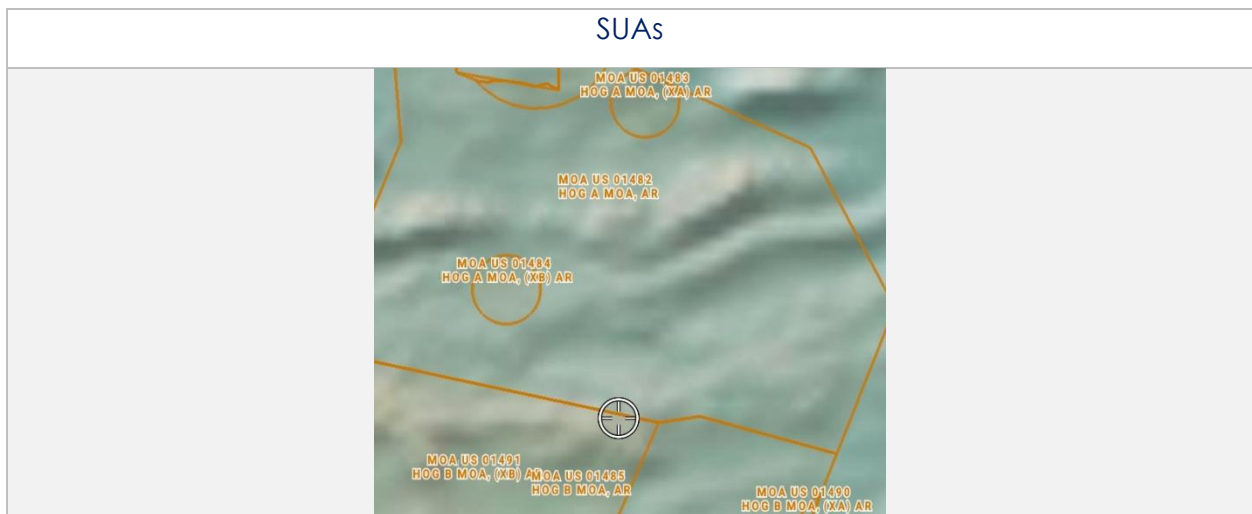 SUAs
MOA US 01483
HOG A MOA, (XA) AR
MOA US 01482
HOG A MOA, AR
MOA US 01484
HOG A MOA, (XB) AR
MOA US 01491
HOG B MOA, (XB)
MOA US 01485
HOG B MOA, AR
MOA US 01490
HOG B MOA, (XA) AR